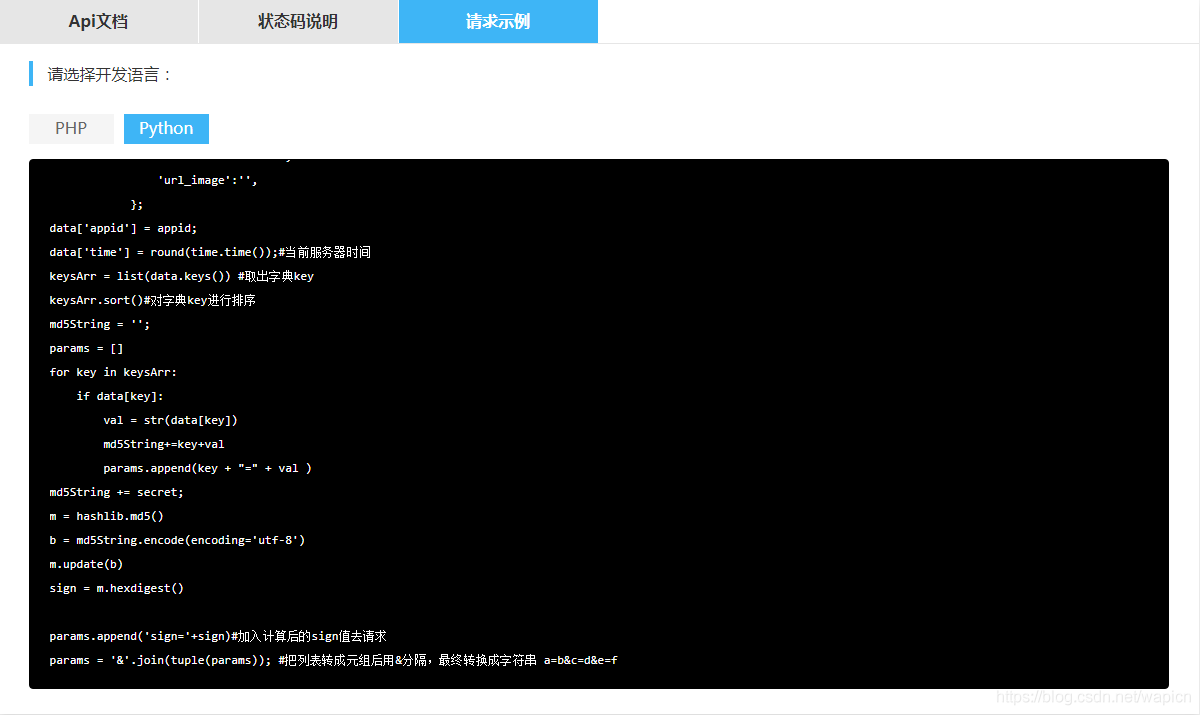 Api文档 状态码说明 请求示例
请选择开发语言：
PHP Python
'url_image':'',
};
data['appid'] = appid;
data['time'] = round(time.time());#当前服务器时间
keysArr = list(data.keys()) #取出字典key
keysArr.sort()#对字典key进行排序
md5String = '';
params = []
for key in keysArr:
if data[key]:
val = str(data[key])
md5String+=key+val
params.append(key + "=" + val )
md5String += secret;
m = hashlib.md5()
b = md5String.encode(encoding='utf-8')
m.update(b)
sign = m.hexdigest()
params.append('sign='+sign)#加入计算后的sign值去请求
params = '&'.join(tuple(params)); #把列表转成元组后用&分隔，最终转换成字符串 a=b&c=d&e=f
https://blog.csdn.net/wapicn